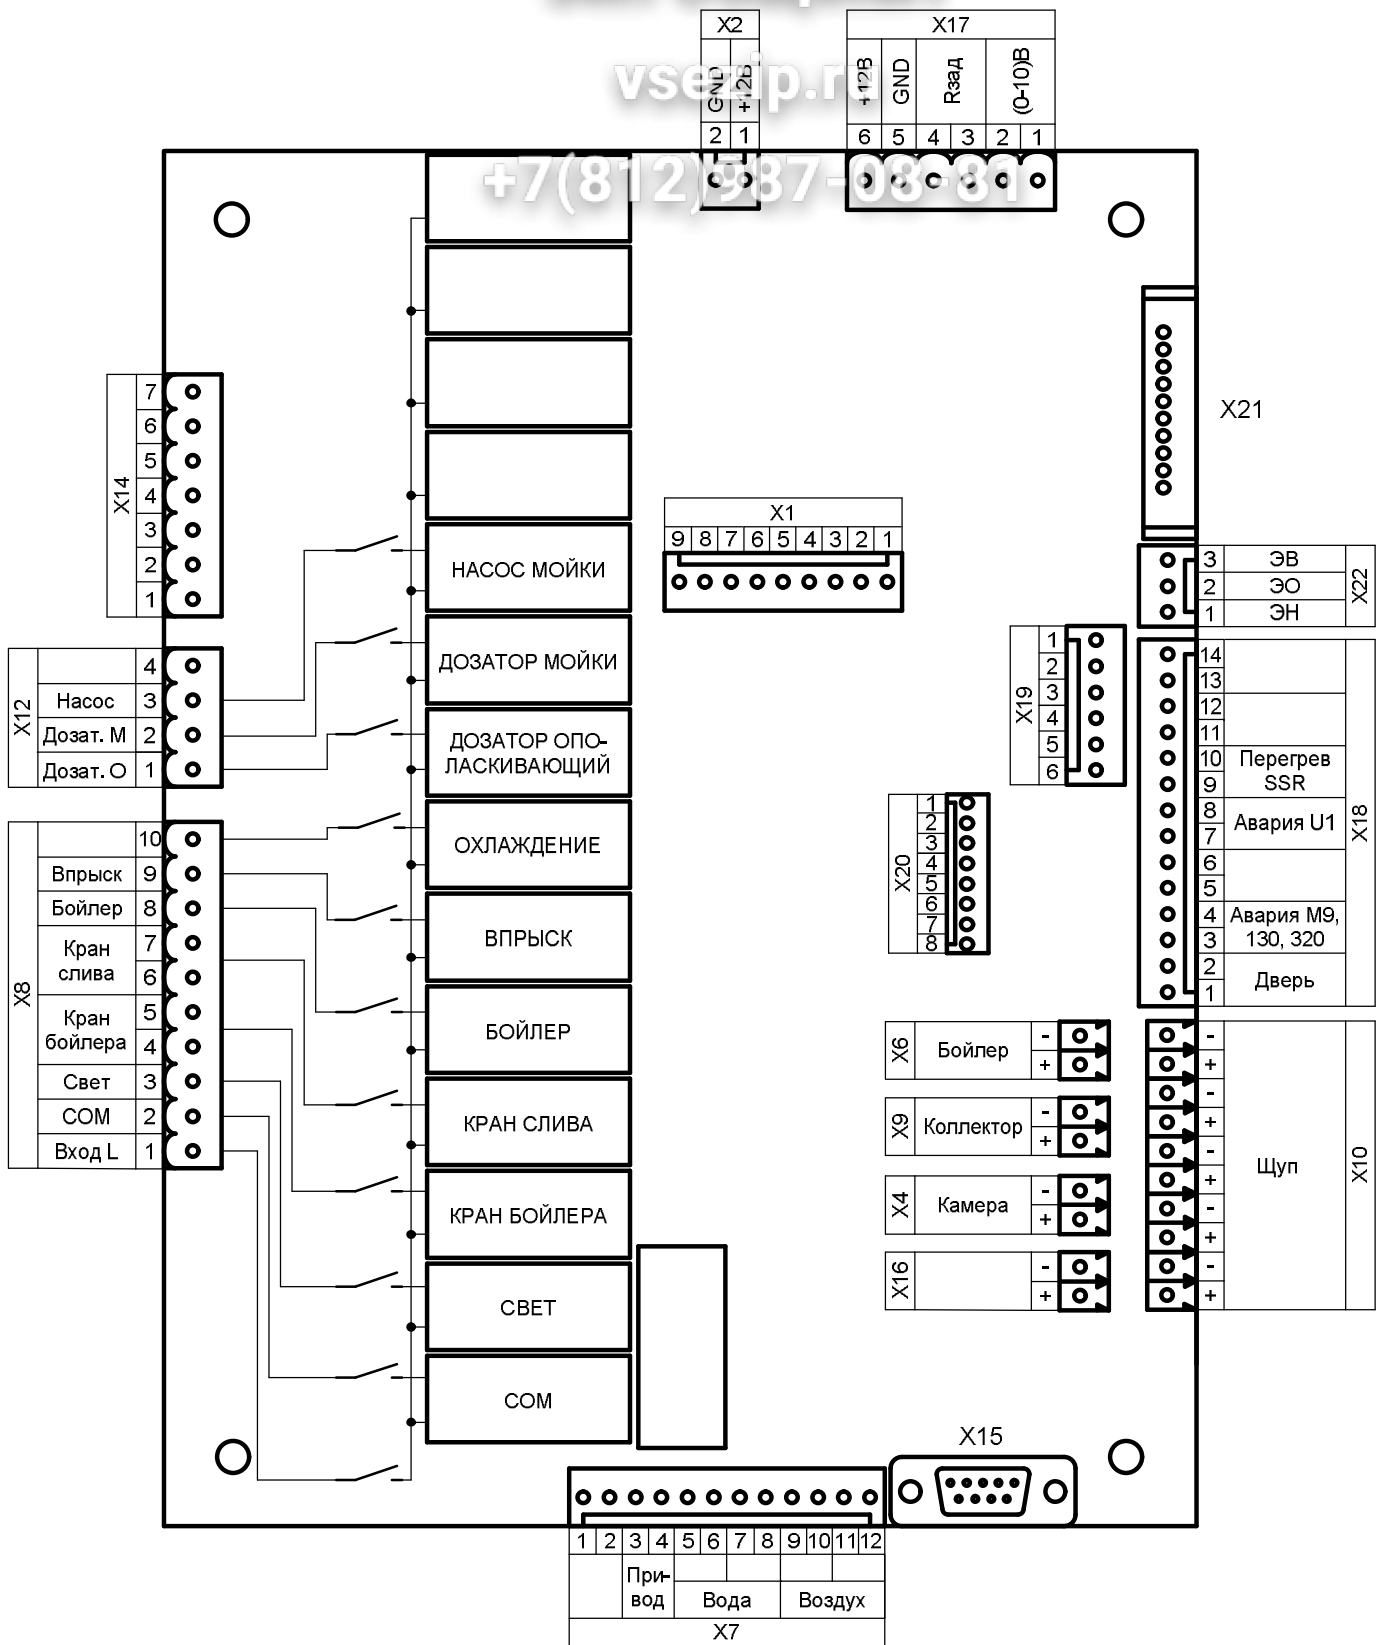 X2
X17
GND
+12В
+12В
GND
Rзад
(0-10)В
vsezip.ru
2 1
6 5 4 3 2 1
+7(812)987-08-81
X21
X14
7
6
5
4
3
2
1
X1
9 8 7 6 5 4 3 2 1
НАСОС МОЙКИ
ДОЗАТОР МОЙКИ
ДОЗАТОР ОПО-
ЛАСКИВАЮЩИЙ
ОХЛАЖДЕНИЕ
ВПРЫСК
БОЙЛЕР
КРАН СЛИВА
КРАН БОЙЛЕРА
СВЕТ
COM
X22
3 ЭВ
2 ЭО
1 ЭН
X12
4
Насос 3
Дозат. М 2
Дозат. О 1
X19
1
2
3
4
5
6
X18
14
13
12
11
10 Перегрев
9 SSR
8 Авария U1
7
6
5
4 Авария М9,
3 130, 320
2 Дверь
1
X20
1
2
3
4
5
6
7
8
X8
10
Впрыск 9
Бойлер 8
Кран 7
слива 6
Кран 5
бойлера 4
Свет 3
COM 2
Вход L 1
X6 Бойлер - +
X9 Коллектор - +
X4 Камера - +
X16 - +
X10 Щуп
-
+
-
+
-
+
-
+
-
+
X15
1 2 3 4 5 6 7 8 9 10 11 12
При-
вод
Вода
Воздух
X7